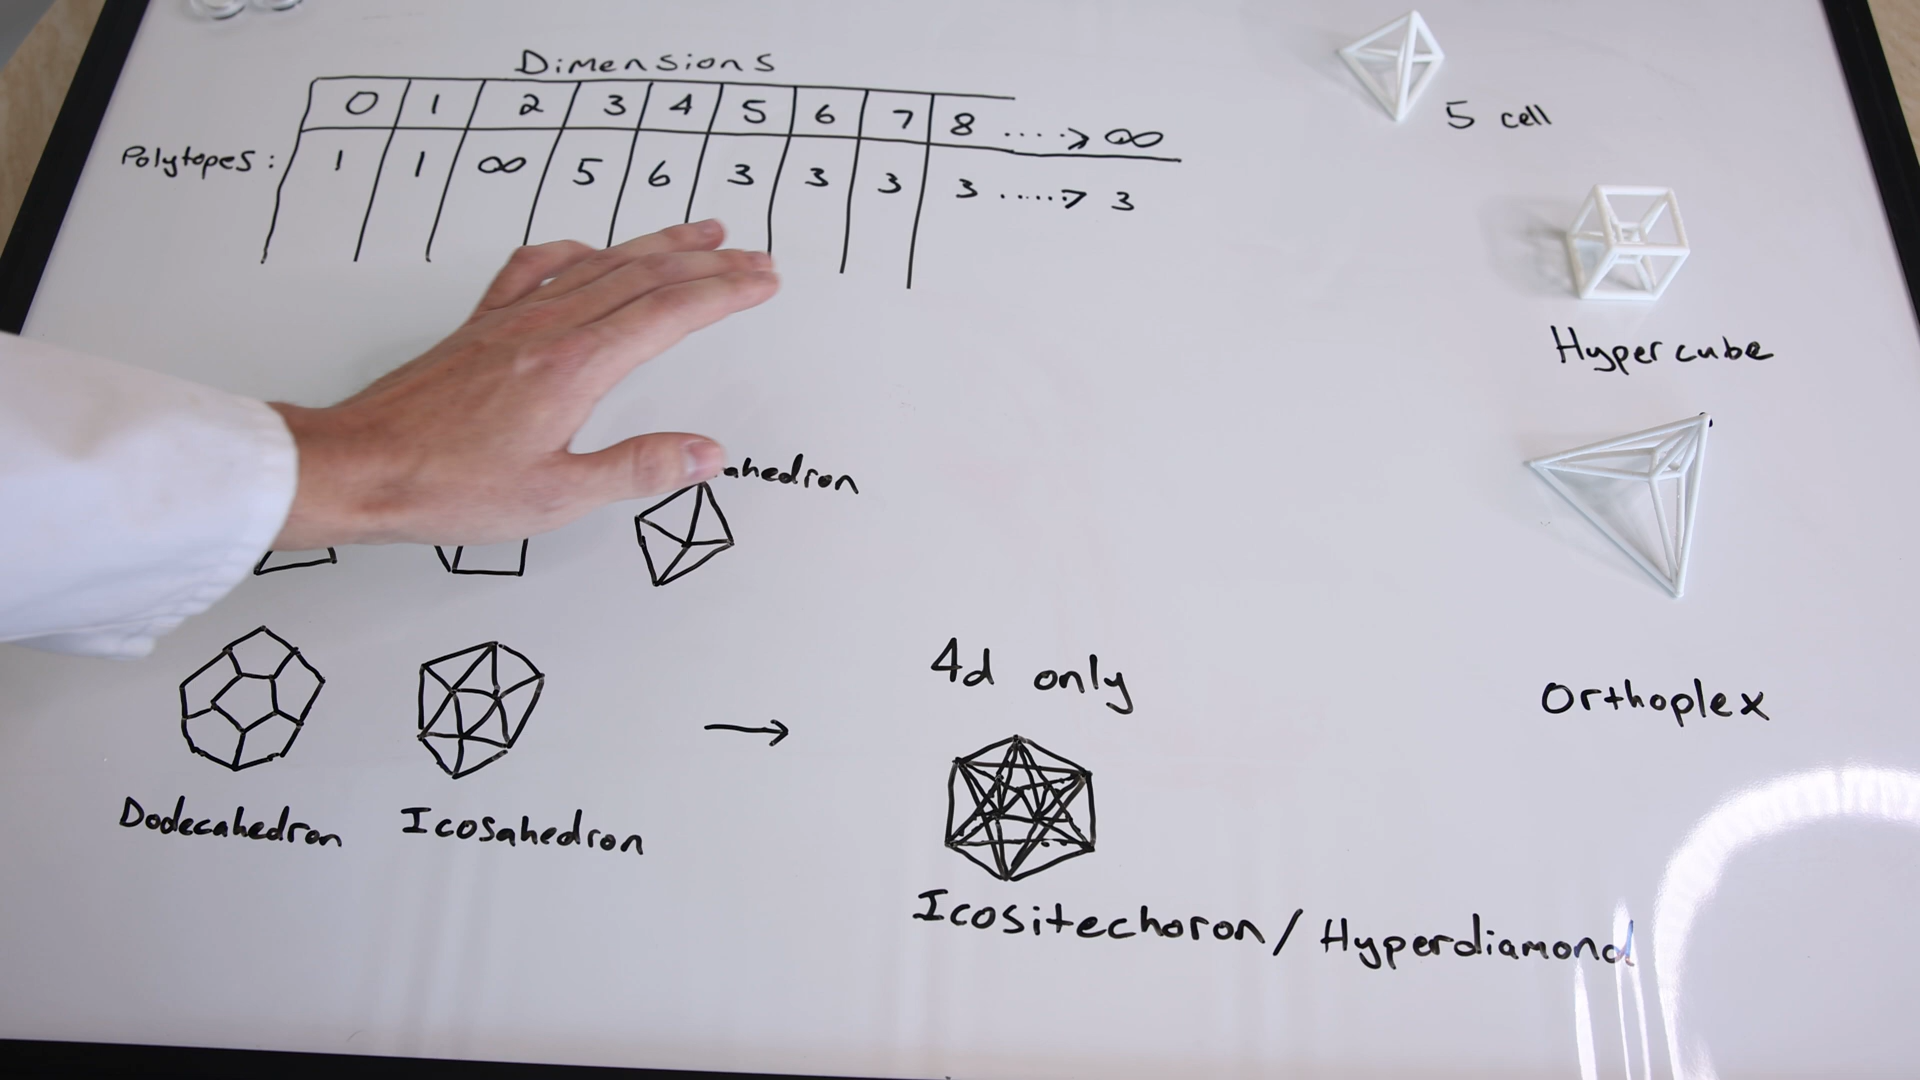 Dimensions
0 1 2 3 4 5 6 7 8 ....> ∞
Polytopes: 1 1 ∞ 5 6 3 3 3 3 .....> 3
5 cell
Hypercube
ahedron
4d only
Orthoplex
Dodecahedron Icosahedron
Icositechoron / Hyperdiamond